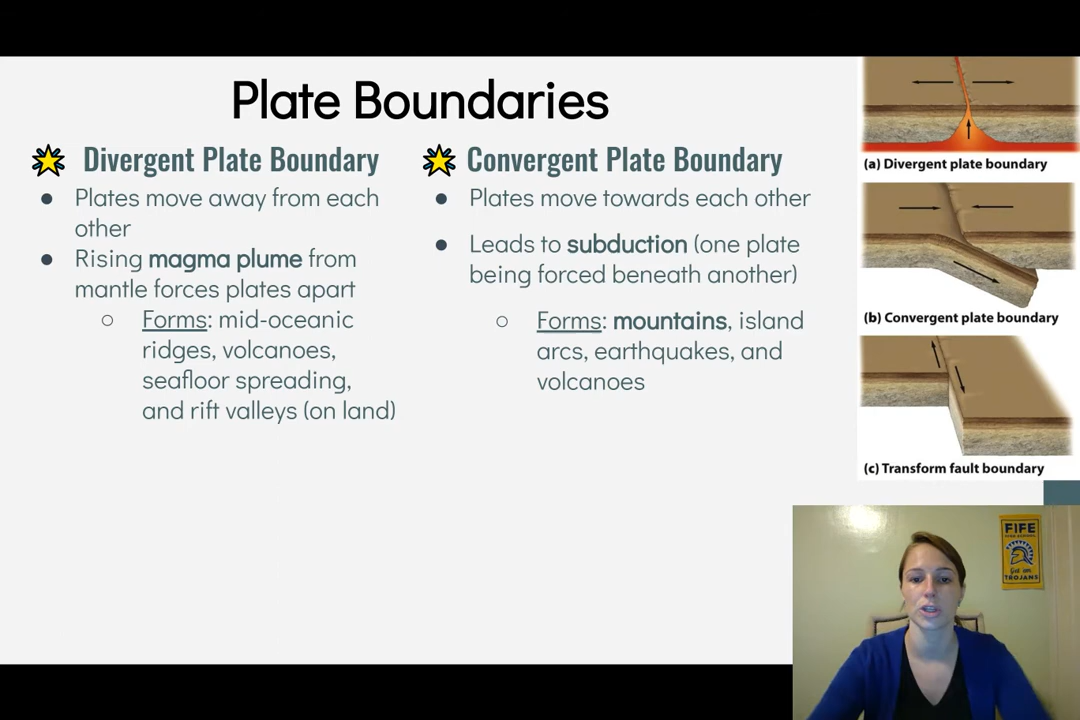 Plate Boundaries
Divergent Plate Boundary
● Plates move away from each
other
● Rising magma plume from
mantle forces plates apart
○ Forms: mid-oceanic
ridges, volcanoes,
seafloor spreading,
and rift valleys (on land)
Convergent Plate Boundary
● Plates move towards each other
● Leads to subduction (one plate
being forced beneath another)
○ Forms: mountains, island
arcs, earthquakes, and
volcanoes
(a) Divergent plate boundary
(b) Convergent plate boundary
(c) Transform fault boundary
FIFE
TROJANS